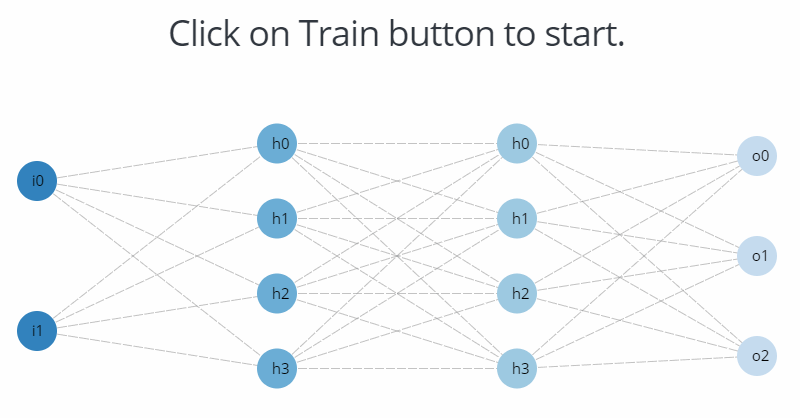 Click on Train button to start.
h0 h0
o0
i0
h1 h1
o1
h2 h2
i1
o2
h3 h3